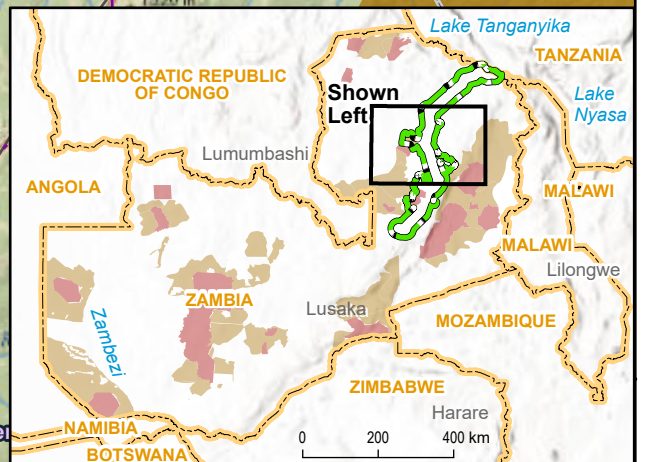 Lake Tanganyika
TANZANIA
DEMOCRATIC REPUBLIC
OF CONGO
Shown
Left
Lake
Nyasa
Lumumbashi
ANGOLA
MALAWI
MALAWI
Lilongwe
ZAMBIA
Lusaka
MOZAMBIQUE
Zambezi
ZIMBABWE
Harare
NAMIBIA
BOTSWANA
0 200 400 km